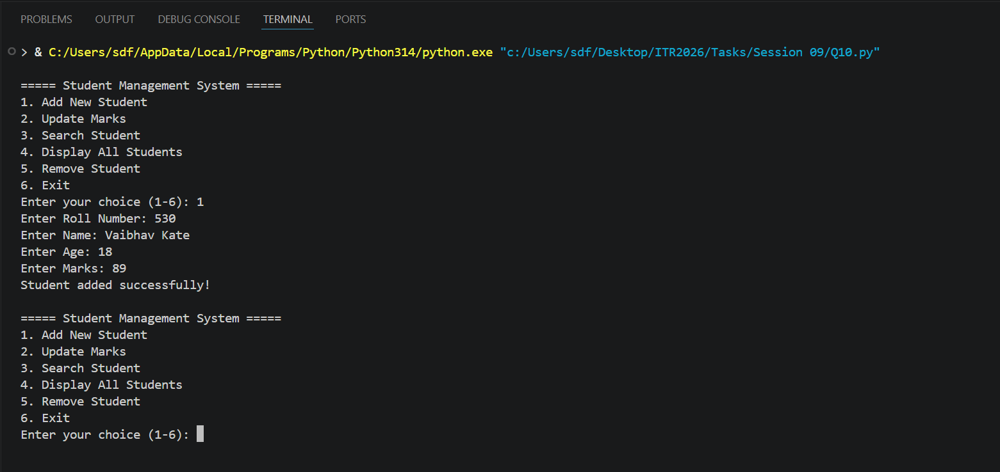 PROBLEMS OUTPUT DEBUG CONSOLE TERMINAL PORTS
> & C:/Users/sdf/AppData/Local/Programs/Python/Python314/python.exe "c:/Users/sdf/Desktop/ITR2026/Tasks/Session 09/Q10.py"
===== Student Management System =====
1. Add New Student
2. Update Marks
3. Search Student
4. Display All Students
5. Remove Student
6. Exit
Enter your choice (1-6): 1
Enter Roll Number: 530
Enter Name: Vaibhav Kate
Enter Age: 18
Enter Marks: 89
Student added successfully!
===== Student Management System =====
1. Add New Student
2. Update Marks
3. Search Student
4. Display All Students
5. Remove Student
6. Exit
Enter your choice (1-6):